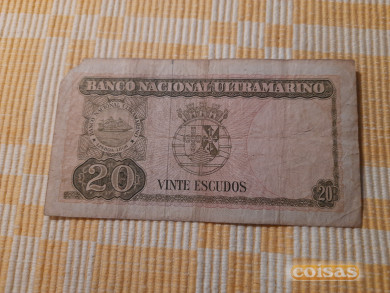 BANCO NACIONAL ULTRAMARINO
20
VINTE ESCUDOS
20
coisas